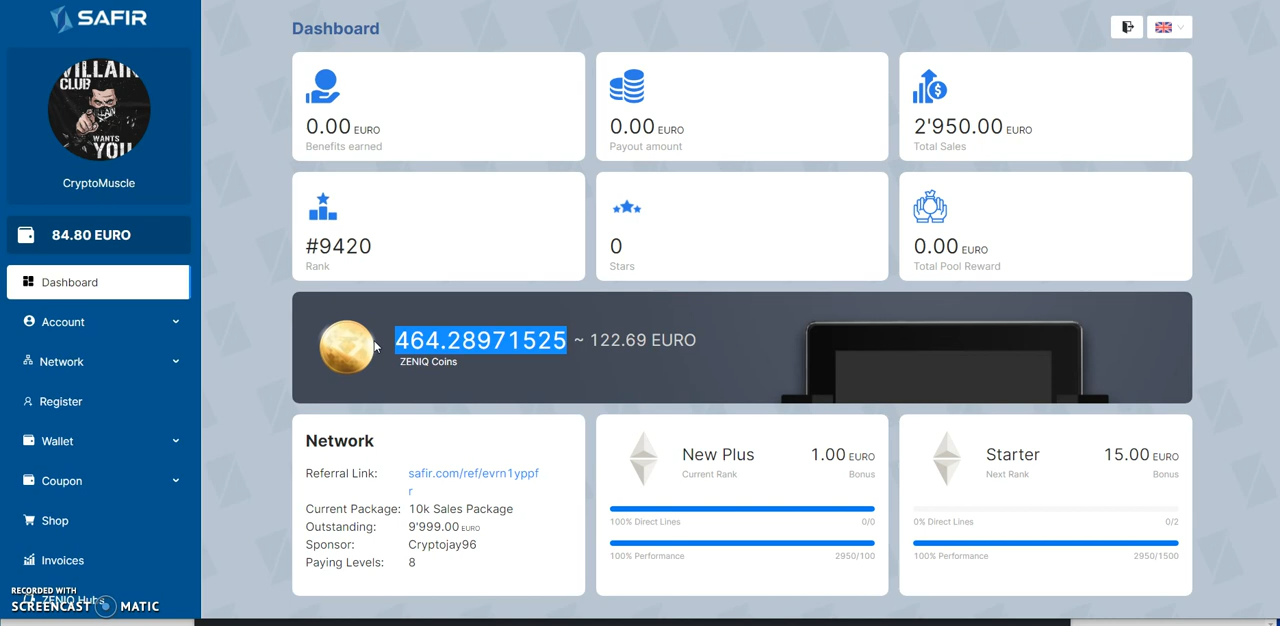 SAFIR
VILLAIN
CLUB
WANTS
YOU
CryptoMuscle
84.80 EURO
Dashboard
Account
Network
Register
Wallet
Coupon
Shop
Invoices
ZENIQ Hubs
RECORDED WITH
SCREENCAST MATIC
Dashboard
0.00 EURO
Benefits earned
0.00 EURO
Payout amount
2'950.00 EURO
Total Sales
#9420
Rank
0
Stars
0.00 EURO
Total Pool Reward
464.28971525 ~ 122.69 EURO
ZENIQ Coins
Network
Referral Link: safir.com/ref/evrn1yppf
r
Current Package: 10k Sales Package
Outstanding: 9'999.00 EURO
Sponsor: Cryptojay96
Paying Levels: 8
New Plus 1.00 EURO
Current Rank Bonus
100% Direct Lines 0/0
100% Performance 2950/100
Starter 15.00 EURO
Next Rank Bonus
0% Direct Lines 0/2
100% Performance 2950/1500